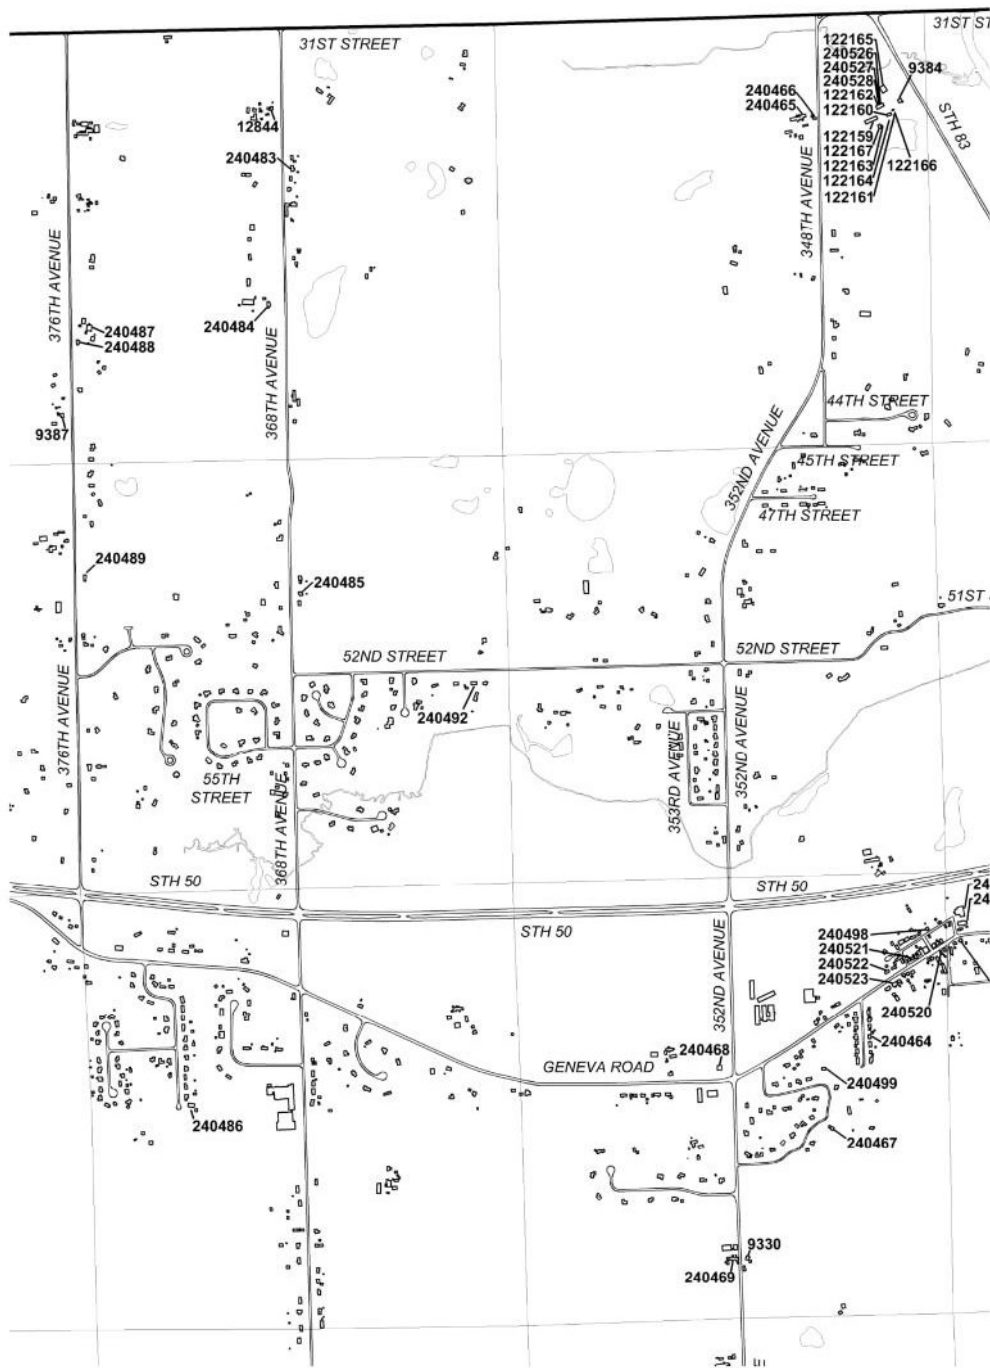 31ST STREET
31ST ST
122165
240526
240527
240528
122162
122160
122159
122167
122163
122164
122161
9384
122166
STH 83
240466
240465
12844
240483
348TH AVENUE
376TH AVENUE
240487
240488
240484
368TH AVENUE
9387
44TH STREET
45TH STREET
352ND AVENUE
47TH STREET
240489
240485
51ST
52ND STREET
52ND STREET
240492
376TH AVENUE
55TH
STREET
368TH AVENUE
353RD AVENUE
352ND AVENUE
STH 50
STH 50
STH 50
24
24
240498
240521
240522
240523
240520
352ND AVENUE
240464
240468
GENEVA ROAD
240499
240486
240467
9330
240469
E